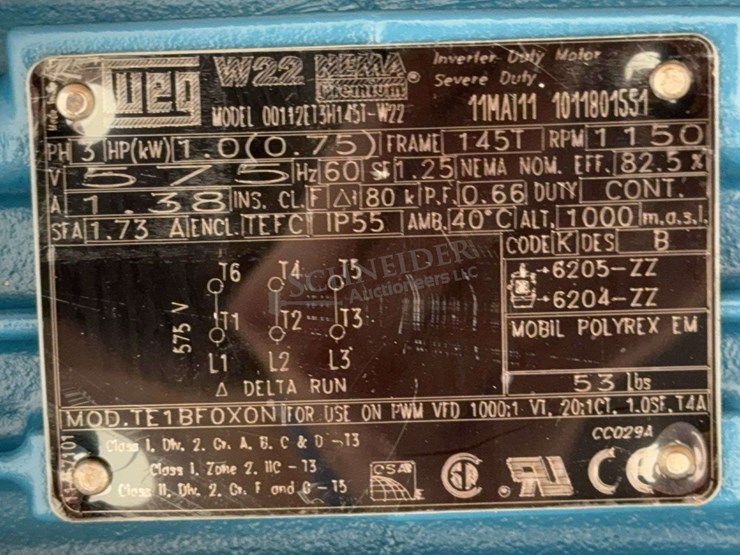 WEG W22 NEMA Premium ® Inverter Duty Motor
Severe Duty
MODEL 00112ET3H145T-W22 11MAI11 1011801551
PH 3 HP(kW) 1.0(0.75) FRAME 145T RPM 1150
V 575 Hz 60 SF 1.25 NEMA NOM. EFF. 82.5 %
A 1.38 INS. CL. F Δt 80 k P.F. 0.66 DUTY CONT.
SFA 1.73 A ENCL. TEFC IP55 AMB. 40°C ALT. 1000 m.a.s.l.
CODE K DES B
T6 T4 T5
6205-ZZ
6204-ZZ
SCHNEIDER
Auctioneers LLC
575 V
T1 T2 T3
MOBIL POLYREX EM
L1 L2 L3
Δ DELTA RUN
53 lbs
MOD.TE1BFOXON FOR USE ON PWM VFD 1000:1 VT, 20:1CT, 1.0SF, T4A
Class I, Div. 2, Gr. A, B, C & D - T3
CC029A
Class I, Zone 2, IIC - T3
Class II, Div. 2, Gr. F and G - T3
CSA E